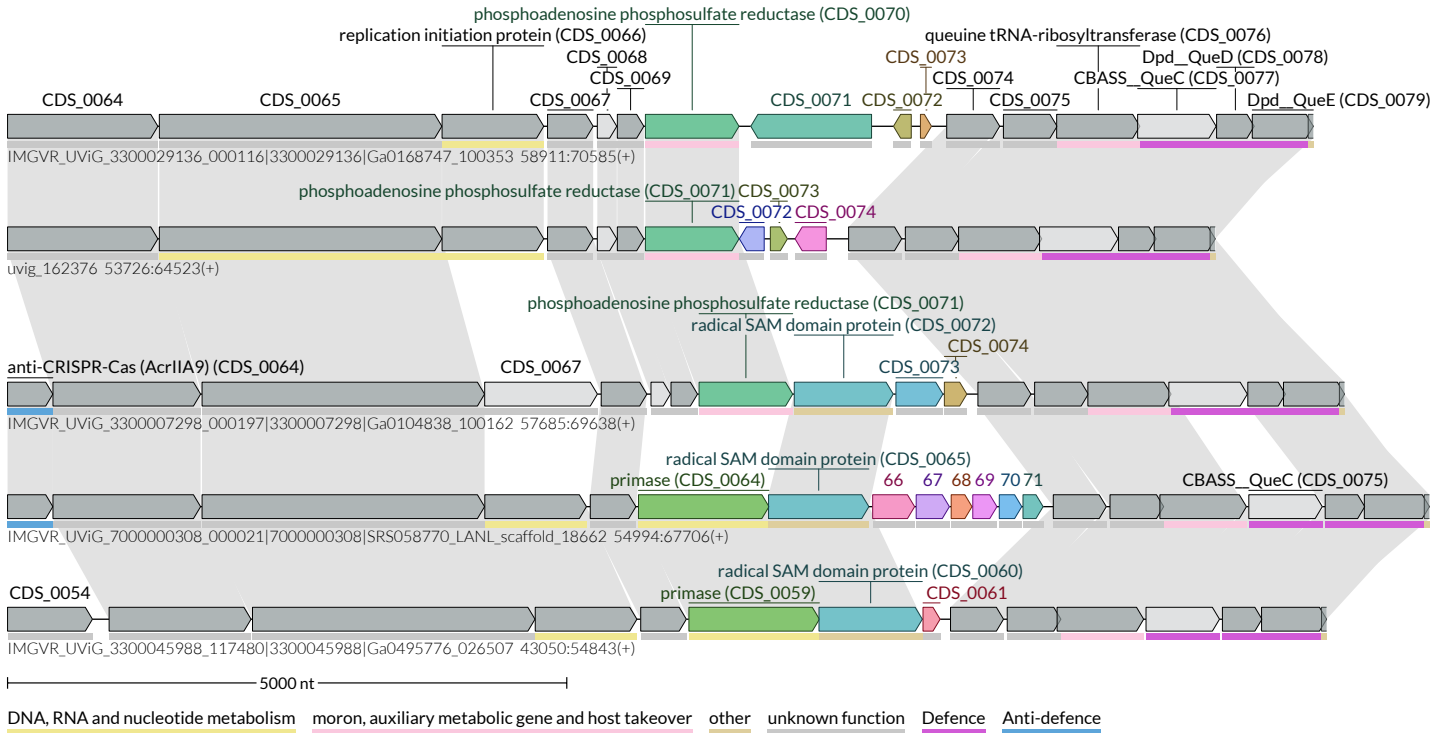 phosphoadenosine phosphosulfate reductase (CDS_0070)
replication initiation protein (CDS_0066) queuine tRNA-ribosyltransferase (CDS_0076)
CDS_0068 CDS_0073 Dpd__QueD (CDS_0078)
CDS_0069 CDS_0074 CBASS__QueC (CDS_0077)
CDS_0064 CDS_0065 CDS_0067 CDS_0071 CDS_0072 CDS_0075 Dpd__QueE (CDS_0079)
IMGVR_UViG_3300029136_000116|3300029136|Ga0168747_100353 58911:70585(+)
phosphoadenosine phosphosulfate reductase (CDS_0071) CDS_0073
CDS_0072 CDS_0074
uvig_162376 53726:64523(+)
phosphoadenosine phosphosulfate reductase (CDS_0071)
radical SAM domain protein (CDS_0072)
CDS_0074
anti-CRISPR-Cas (AcrIIA9) (CDS_0064) CDS_0067 CDS_0073
IMGVR_UViG_3300007298_000197|3300007298|Ga0104838_100162 57685:69638(+)
radical SAM domain protein (CDS_0065)
primase (CDS_0064) 66 67 68 69 70 71 CBASS__QueC (CDS_0075)
IMGVR_UViG_7000000308_000021|7000000308|SRS058770_LANL_scaffold_18662 54994:67706(+)
radical SAM domain protein (CDS_0060)
CDS_0054 primase (CDS_0059) CDS_0061
IMGVR_UViG_3300045988_117480|3300045988|Ga0495776_026507 43050:54843(+)
5000 nt
DNA, RNA and nucleotide metabolism moron, auxiliary metabolic gene and host takeover other unknown function Defence Anti-defence